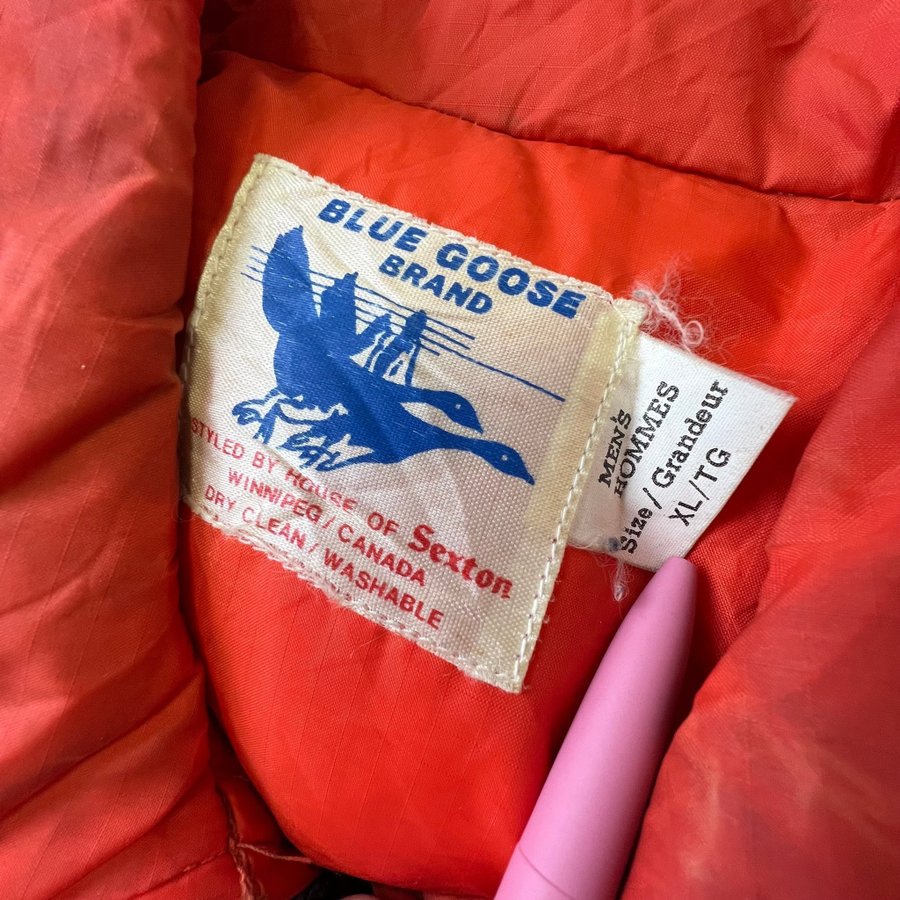 BLUE GOOSE
BRAND
STYLED BY HOUSE OF Sexton
WINNIPEG/CANADA
DRY CLEAN/WASHABLE
MEN'S
HOMMES
Size/Grandeur
XL/TG